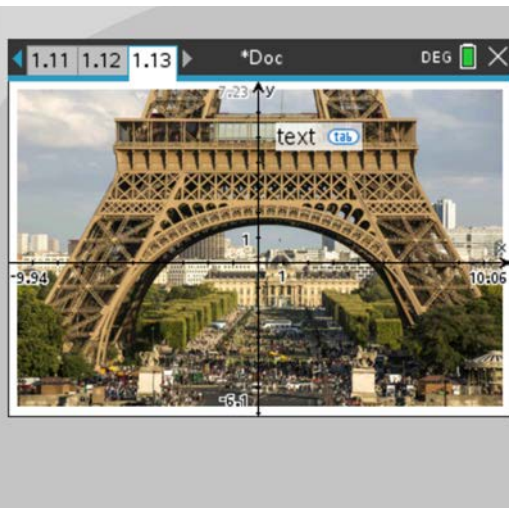 1.11 1.12 1.13 *Doc DEG
7.23 y
text tab
1
x
-9.94 1 10.06
-6.1